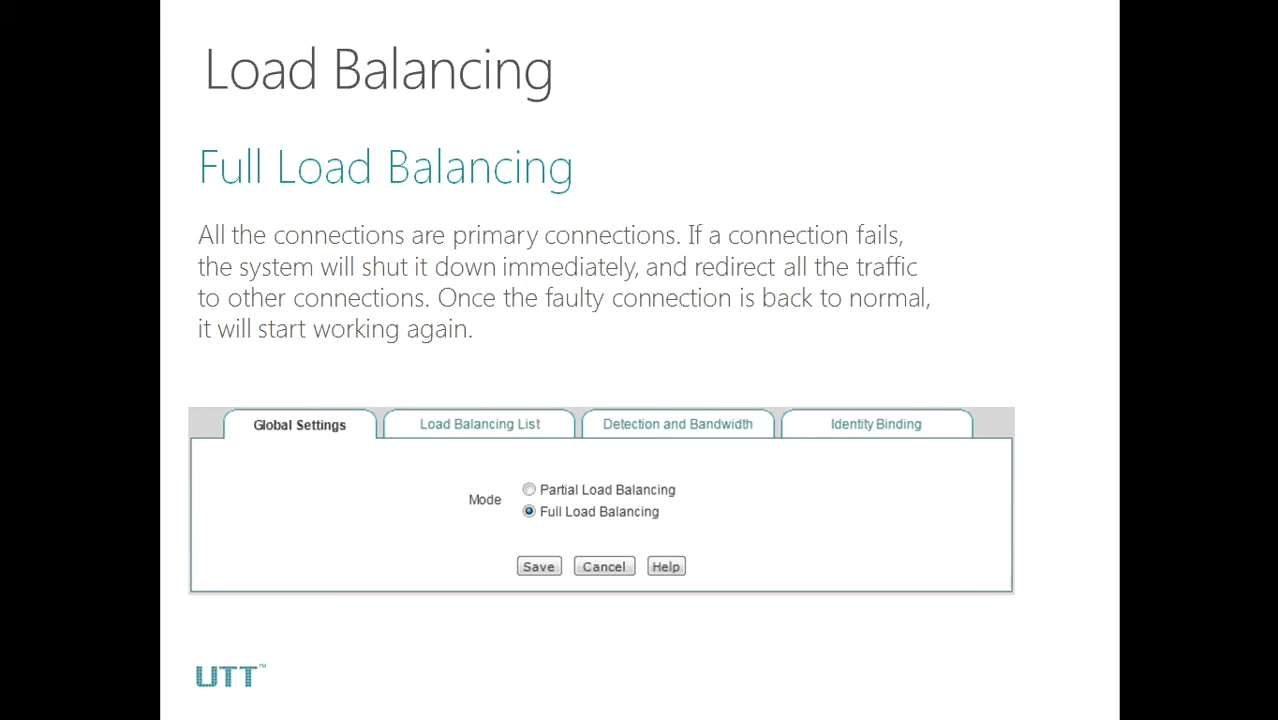 Load Balancing
Full Load Balancing
All the connections are primary connections. If a connection fails,
the system will shut it down immediately, and redirect all the traffic
to other connections. Once the faulty connection is back to normal,
it will start working again.
Global Settings Load Balancing List Detection and Bandwidth Identity Binding
Mode
Partial Load Balancing
Full Load Balancing
Save Cancel Help
UTT™